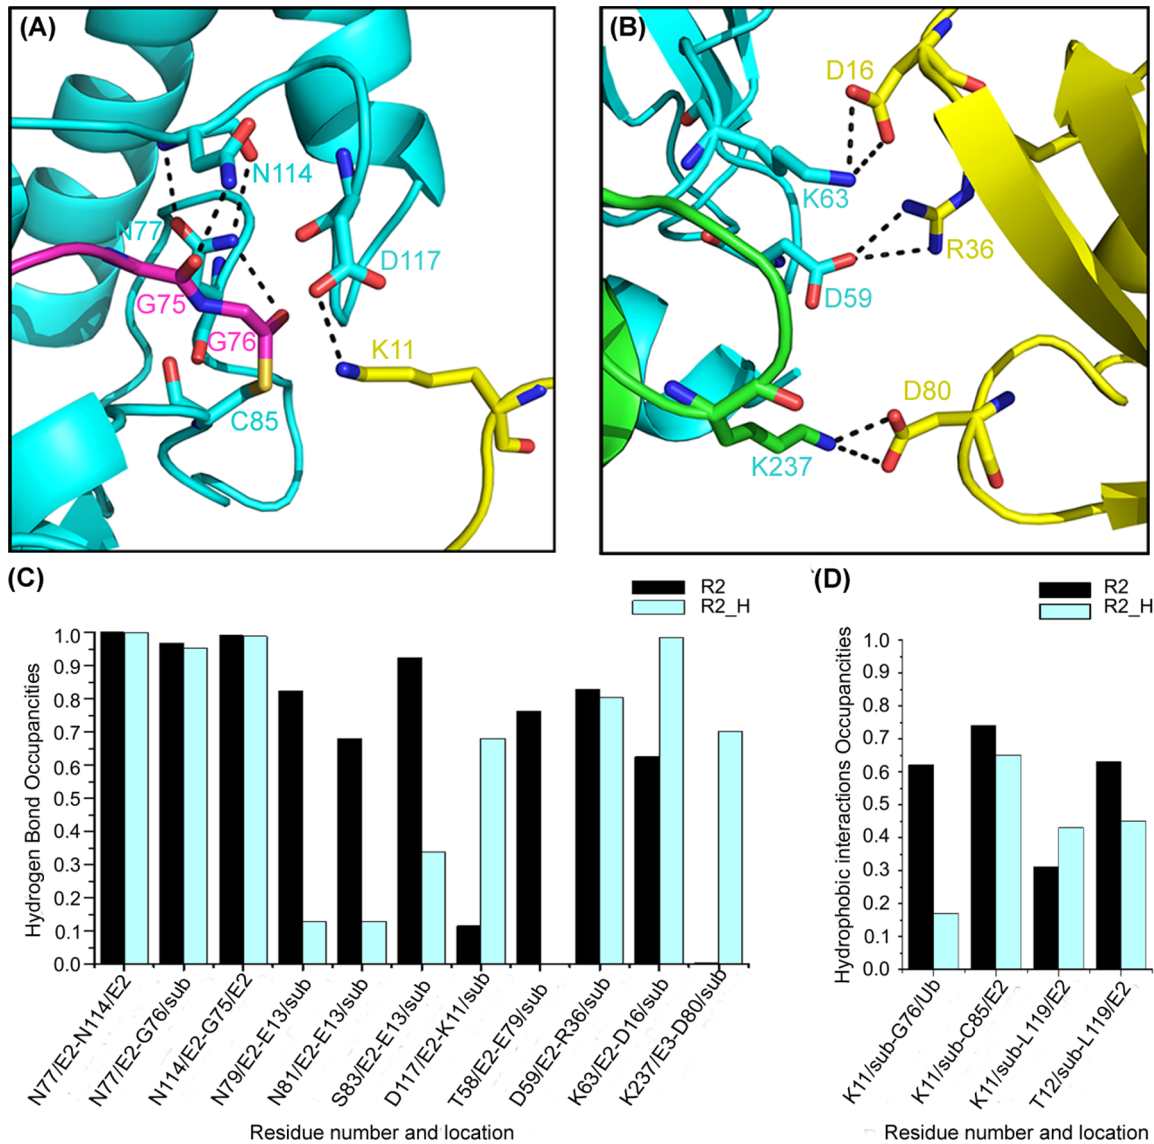 (A)
N114
N77
D117
G75
G76
K11
C85
(B)
D16
K63
R36
D59
D80
K237
(C)
R2
R2_H
Hydrogen Bond Occupancities
1.0
0.9
0.8
0.7
0.6
0.5
0.4
0.3
0.2
0.1
0.0
N77/E2-N114/E2
N77/E2-G76/sub
N114/E2-G75/E2
N79/E2-E13/sub
N81/E2-E13/sub
S83/E2-E13/sub
D117/E2-K11/sub
T58/E2-E79/sub
D59/E2-R36/sub
K63/E2-D16/sub
K237/E3-D80/sub
Residue number and location
(D)
R2
R2_H
Hydrophobic interactions Occupancities
1.0
0.9
0.8
0.7
0.6
0.5
0.4
0.3
0.2
0.1
0.0
K11/sub-G76/Ub
K11/sub-C85/E2
K11/sub-L119/E2
T12/sub-L119/E2
Residue number and location